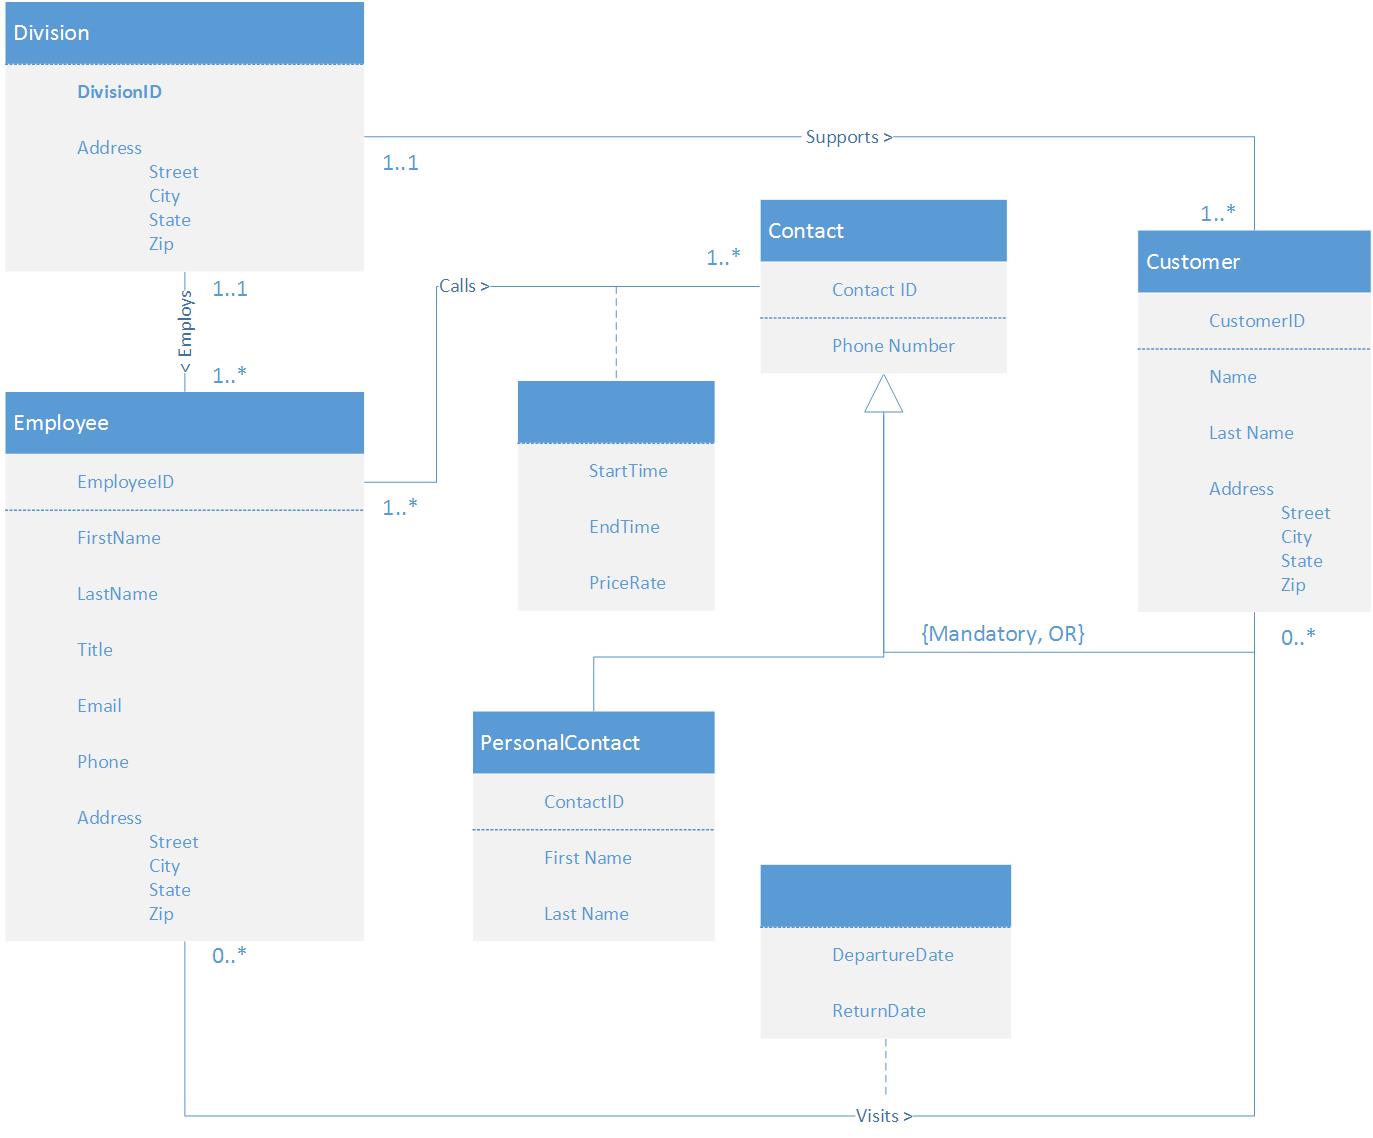 Division
DivisionID
Address
Street
City
State
Zip
1..1
Supports >
1..*
1..1
< Employs
1..*
Calls >
1..*
1..*
Contact
Contact ID
Phone Number
Customer
CustomerID
Name
Last Name
Address
Street
City
State
Zip
0..*
Employee
EmployeeID
FirstName
LastName
Title
Email
Phone
Address
Street
City
State
Zip
0..*
StartTime
EndTime
PriceRate
{Mandatory, OR}
PersonalContact
ContactID
First Name
Last Name
DepartureDate
ReturnDate
Visits >